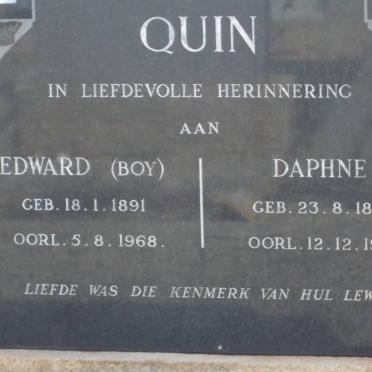 QUIN
IN LIEFDEVOLLE HERINNERING
AAN
EDWARD (BOY) DAPHNE
GEB. 18. 1. 1891 GEB. 23. 8. 18
OORL. 5. 8. 1968. OORL. 12. 12. 1
LIEFDE WAS DIE KENMERK VAN HUL LEW